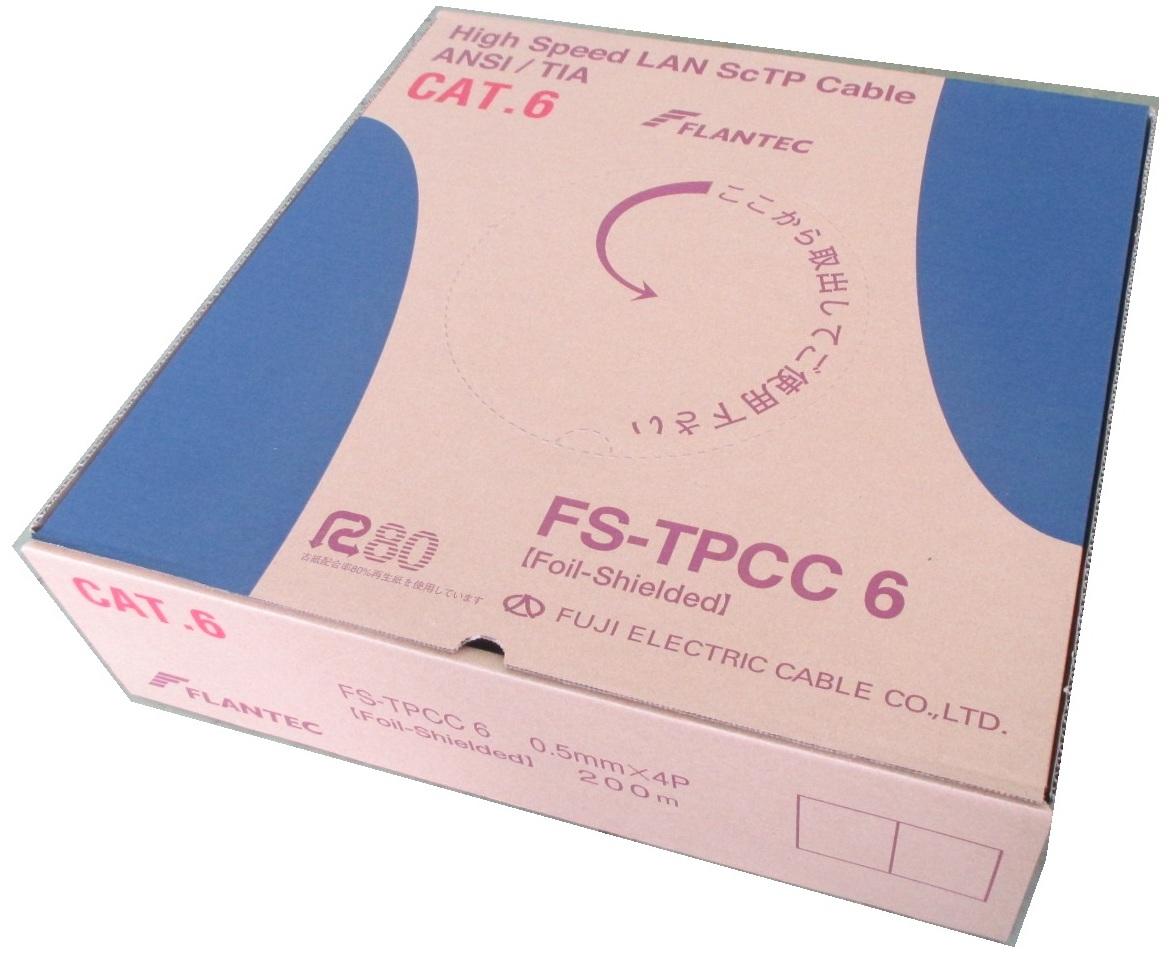 High Speed LAN ScTP Cable
ANSI / TIA
CAT.6
FLANTEC
ここから取出してご使用下さい
R80
古紙配合率80%再生紙を使用しています
FS-TPCC 6
[Foil-Shielded]
FUJI ELECTRIC CABLE CO.,LTD.
CAT.6
FLANTEC
FS-TPCC 6 0.5mm×4P
[Foil-Shielded] 200m